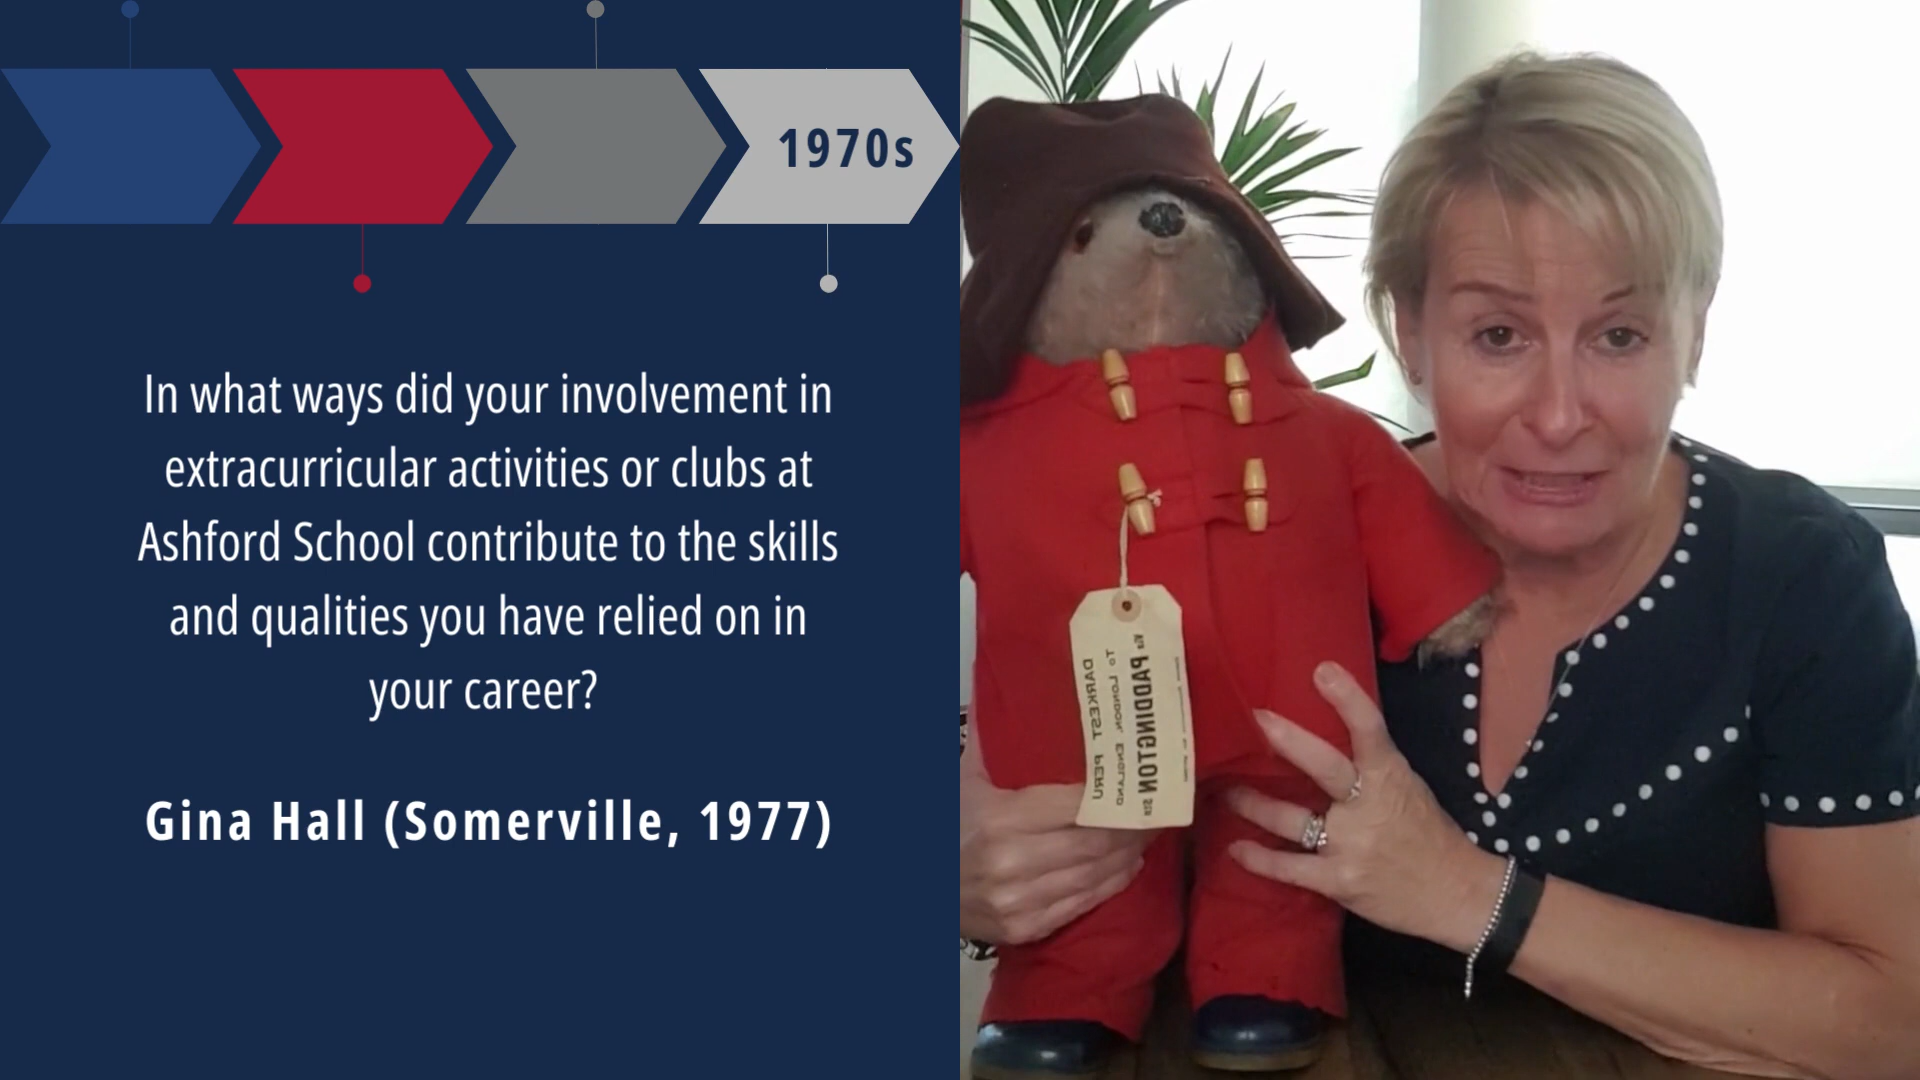 1970s
In what ways did your involvement in
extracurricular activities or clubs at
Ashford School contribute to the skills
and qualities you have relied on in
your career?
Gina Hall (Somerville, 1977)
PADDINGTON
TO LONDON ENGLAND
DARKEST PERU